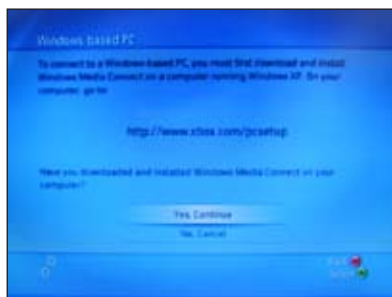 Windows based PC
To connect to a Windows-based PC, you must first download and install
Windows Media Connect on a computer running Windows XP. On your
computer, go to:
http://www.xbox.com/pcsetup
Have you downloaded and installed Windows Media Connect on your
computer?
Yes, Continue
No, Cancel
Back
Select